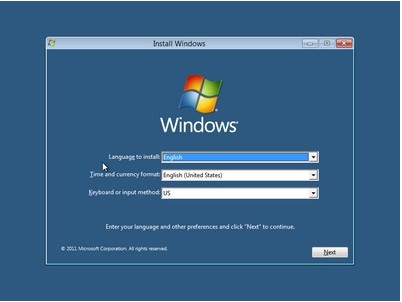 Install Windows
Windows®
Language to install: English
Time and currency format: English (United States)
Keyboard or input method: US
Enter your language and other preferences and click "Next" to continue.
© 2011 Microsoft Corporation. All rights reserved.
Next